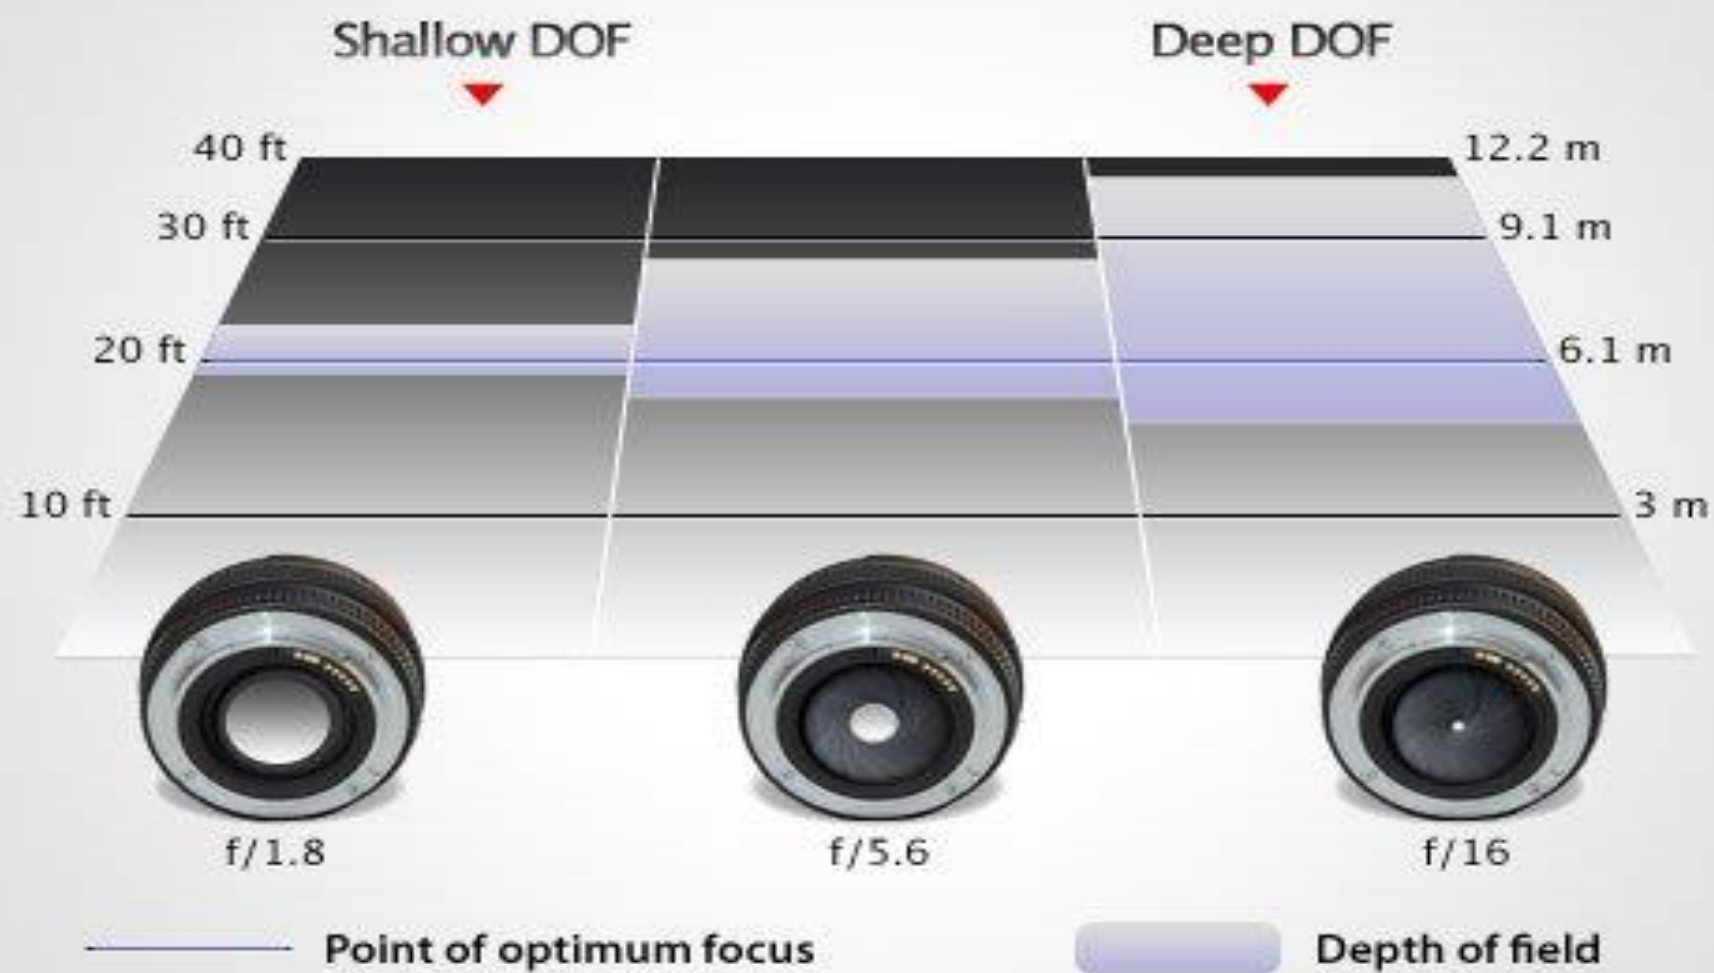 Shallow DOF
Deep DOF
40 ft
12.2 m
30 ft
9.1 m
20 ft
6.1 m
10 ft
3 m
f/1.8
f/5.6
f/16
Point of optimum focus
Depth of field